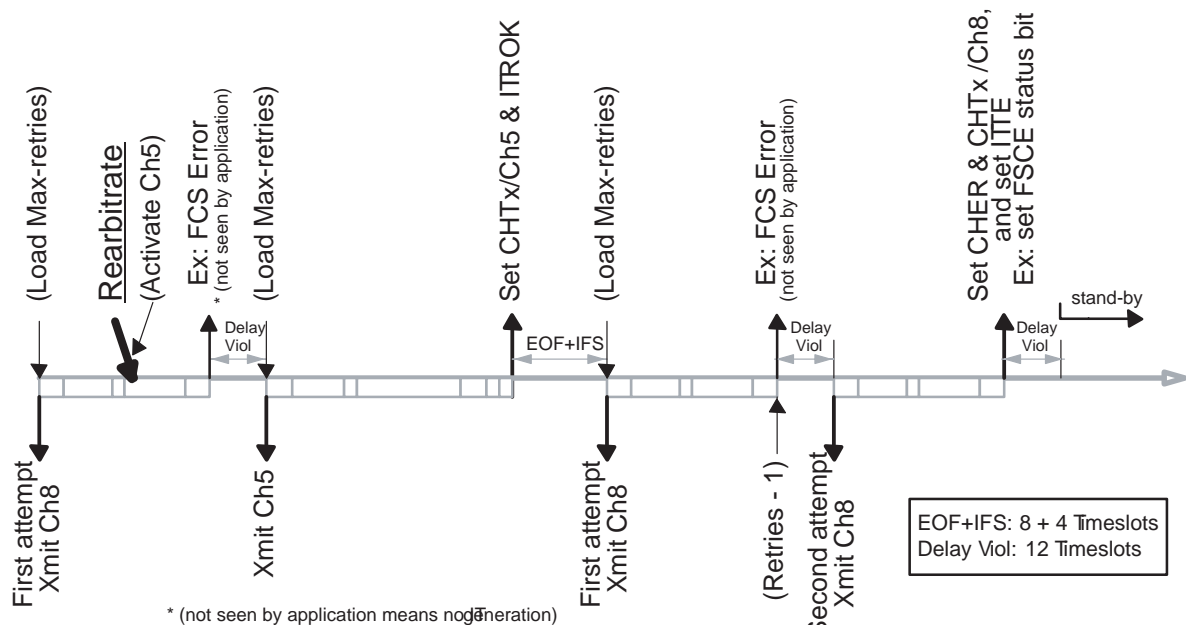 (Load Max-retries)
Rearbitrate
(Activate Ch5)
Ex: FCS Error
* (not seen by application)
(Load Max-retries)
Set CHTx/Ch5 & ITROK
(Load Max-retries)
Ex: FCS Error
(not seen by application)
Set CHER & CHTx /Ch8,
and set ITTE
Ex: set FSCE status bit
stand-by
Delay
Viol
EOF+IFS
Delay
Viol
Delay
Viol
First attempt
Xmit Ch8
Xmit Ch5
First attempt
Xmit Ch8
(Retries - 1)
Second attempt
Xmit Ch8
EOF+IFS: 8 + 4 Timeslots
Delay Viol: 12 Timeslots
* (not seen by application means no